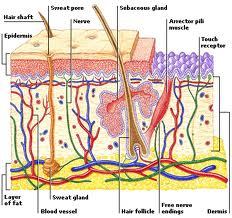 Sweat pore
Sebaceous gland
Hair shaft
Nerve
Arrector pili
muscle
Epidermis
Touch
receptor
Layer
of fat
Sweat gland
Free nerve
endings
Blood vessel
Hair follicle
Dermis